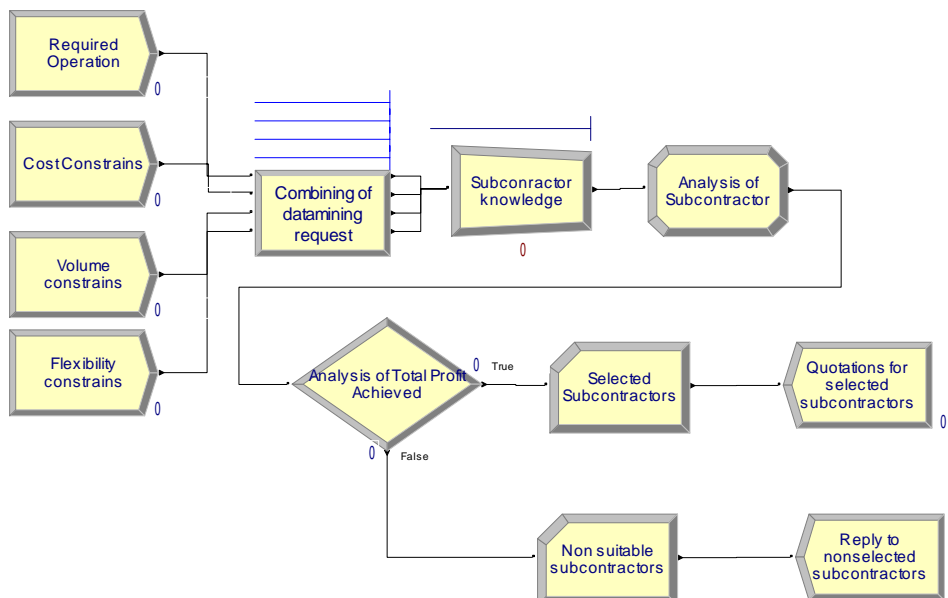 Required
Operation
0
Cost Constrains
0
Volume
constrains
0
Flexibility
constrains
0
Combining of
datamining
request
Subconractor
knowledge
0
Analysis of
Subcontractor
Analysis of Total Profit
Achieved
0
True
0
False
Selected
Subcontractors
Quotations for
selected
subcontractors
0
Non suitable
subcontractors
Reply to
nonselected
subcontractors